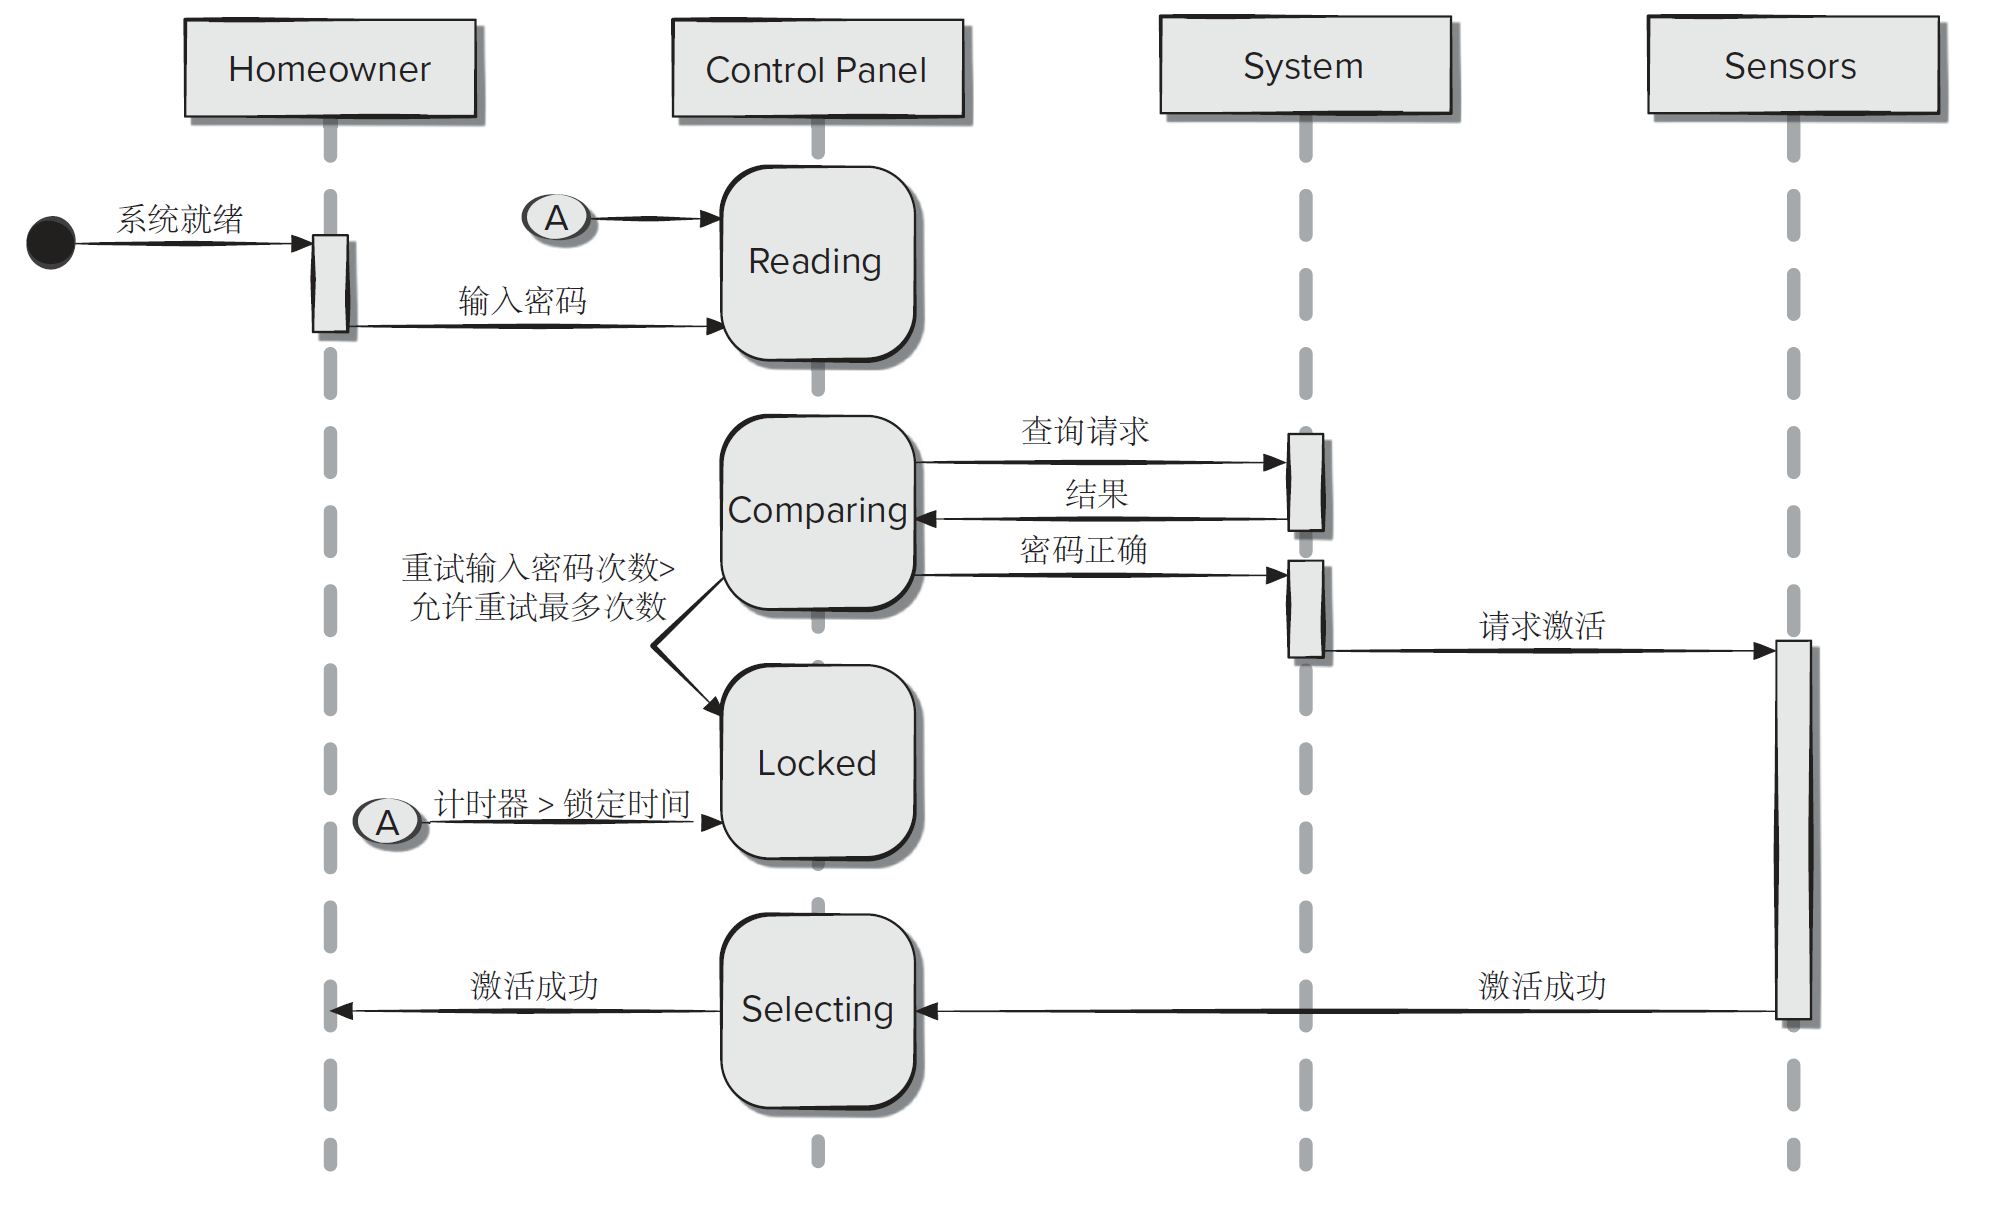 Homeowner
Control Panel
System
Sensors
系统就绪
A
Reading
输入密码
查询请求
结果
Comparing
密码正确
重试输入密码次数>
允许重试最多次数
请求激活
Locked
计时器 > 锁定时间
A
激活成功
Selecting
激活成功